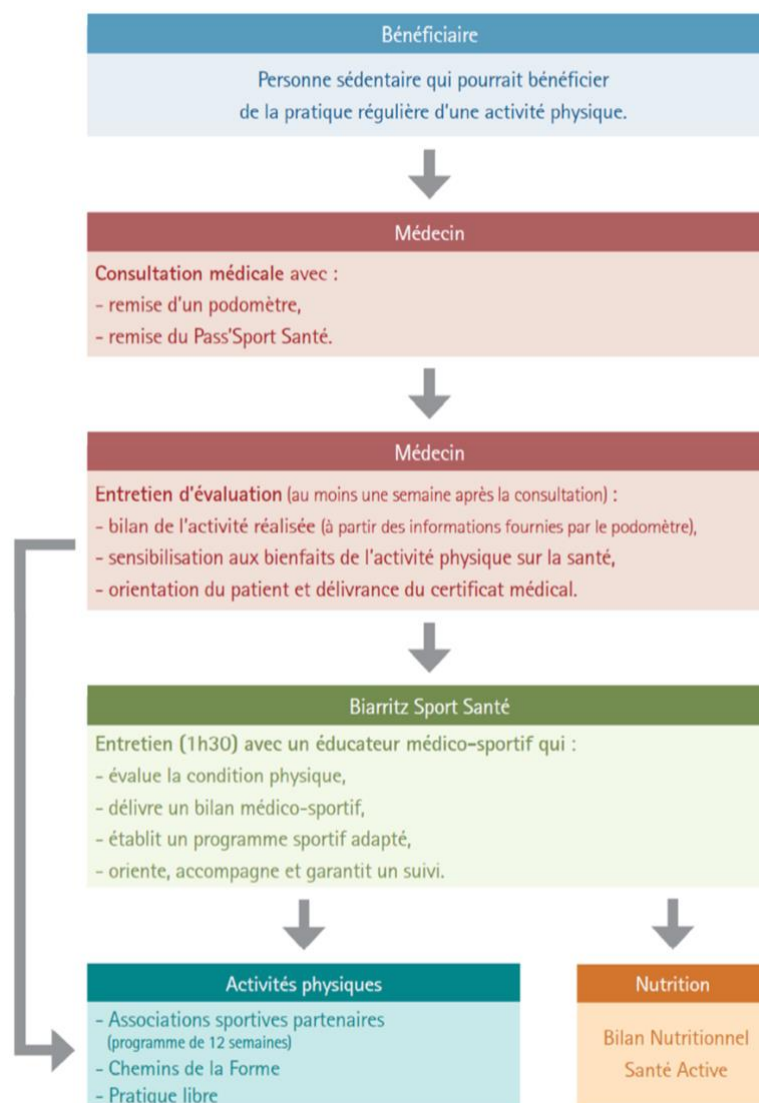 Bénéficiaire
Personne sédentaire qui pourrait bénéficier
de la pratique régulière d'une activité physique.
Médecin
Consultation médicale avec :
- remise d'un podomètre,
- remise du Pass'Sport Santé.
Médecin
Entretien d'évaluation (au moins une semaine après la consultation) :
- bilan de l'activité réalisée (à partir des informations fournies par le podomètre),
- sensibilisation aux bienfaits de l'activité physique sur la santé,
- orientation du patient et délivrance du certificat médical.
Biarritz Sport Santé
Entretien (1h30) avec un éducateur médico-sportif qui :
- évalue la condition physique,
- délivre un bilan médico-sportif,
- établit un programme sportif adapté,
- oriente, accompagne et garantit un suivi.
Activités physiques
- Associations sportives partenaires
(programme de 12 semaines)
- Chemins de la Forme
- Pratique libre
Nutrition
Bilan Nutritionnel
Santé Active